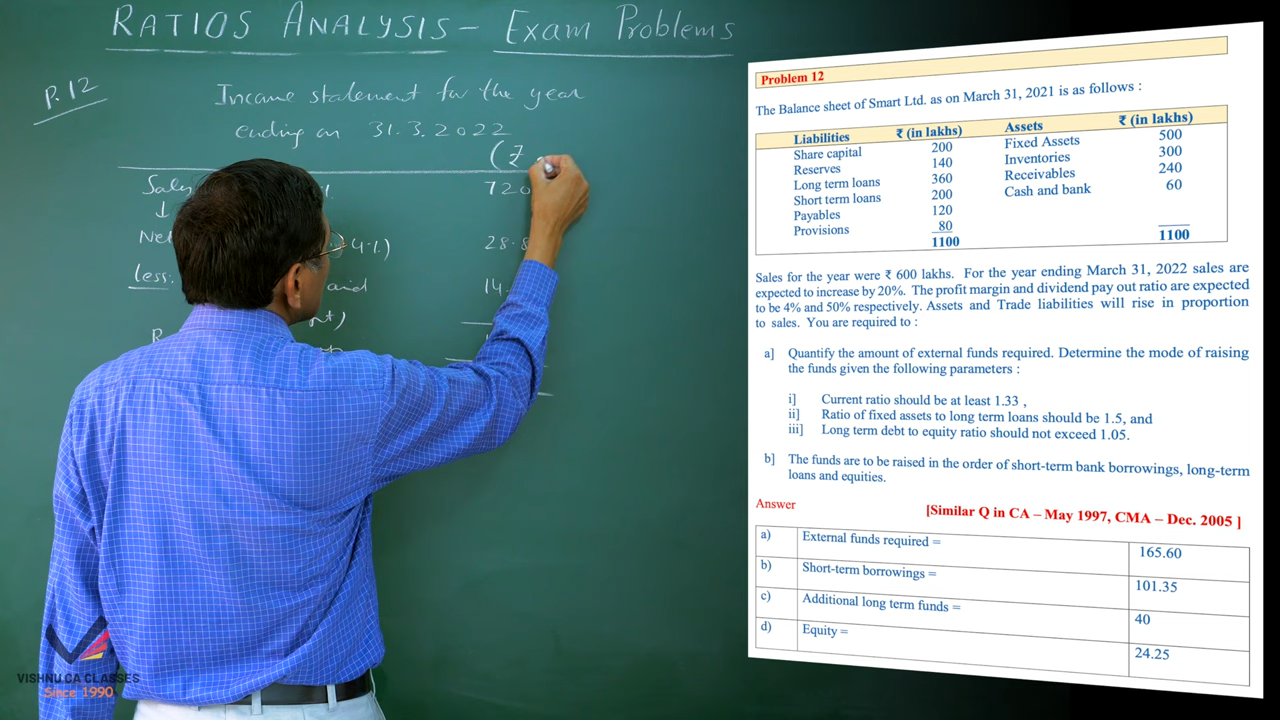 RATIOS ANALYSIS – Exam Problems
P.12
Income statement for the year
ending on 31.3.2022
(₹
720
Net 4%) 28.8
Less: and 14.
Problem 12
The Balance sheet of Smart Ltd. as on March 31, 2021 is as follows :
Liabilities ₹ (in lakhs) Assets ₹ (in lakhs)
Share capital 200 Fixed Assets 500
Reserves 140 Inventories 300
Long term loans 360 Receivables 240
Short term loans 200 Cash and bank 60
Payables 120
Provisions 80
1100 1100
Sales for the year were ₹ 600 lakhs. For the year ending March 31, 2022 sales are
expected to increase by 20%. The profit margin and dividend pay out ratio are expected
to be 4% and 50% respectively. Assets and Trade liabilities will rise in proportion
to sales. You are required to :
a] Quantify the amount of external funds required. Determine the mode of raising
the funds given the following parameters :
i] Current ratio should be at least 1.33 ,
ii] Ratio of fixed assets to long term loans should be 1.5, and
iii] Long term debt to equity ratio should not exceed 1.05.
b] The funds are to be raised in the order of short-term bank borrowings, long-term
loans and equities.
Answer [Similar Q in CA – May 1997, CMA – Dec. 2005 ]
a) External funds required = 165.60
b) Short-term borrowings = 101.35
c) Additional long term funds = 40
d) Equity = 24.25
VISHNU CA CLASSES
Since 1990